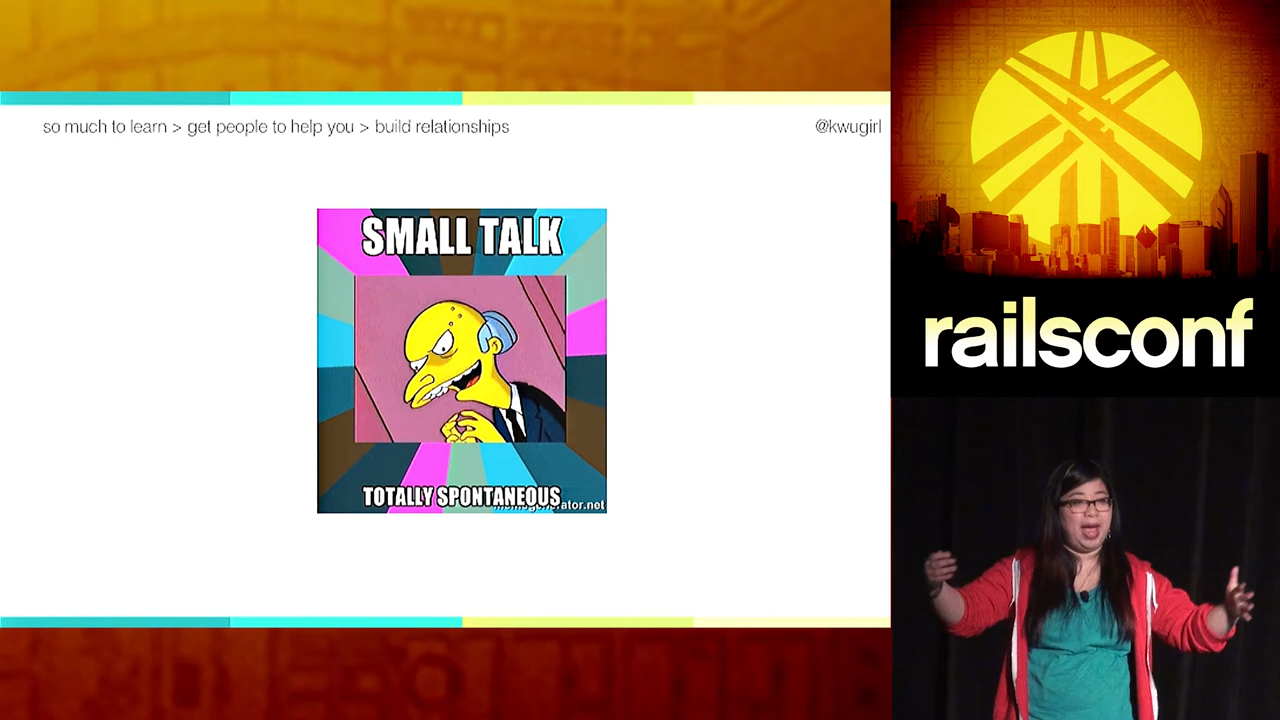 so much to learn > get people to help you > build relationships
@kwugirl
SMALL TALK
TOTALLY SPONTANEOUS
railsconf